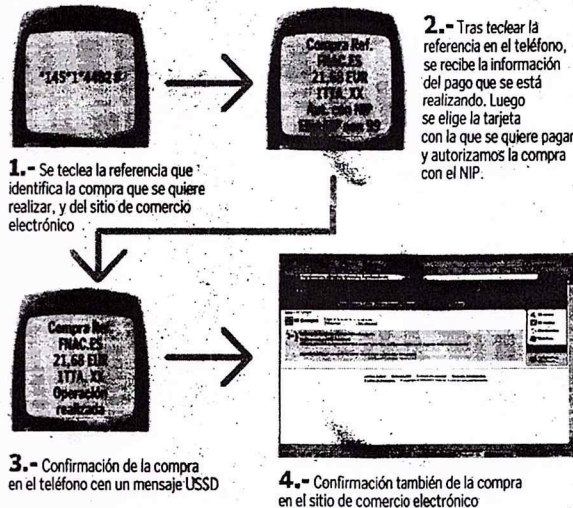 *145*1*4492#
1.- Se teclea la referencia que
identifica la compra que se quiere
realizar, y del sitio de comercio
electrónico
Compra Ref.
FNAC.ES
21,68 EUR
TTA. XX
con NIP
2.- Tras teclear la
referencia en el teléfono,
se recibe la información
del pago que se está
realizando. Luego
se elige la tarjeta
con la que se quiere pagar
y autorizamos la compra
con el NIP.
Compra Ref.
FNAC.ES
21,68 EUR
TTA. XX
Operación
realizada
3.- Confirmación de la compra
en el teléfono cen un mensaje USSD
4.- Confirmación también de la compra
en el sitio de comercio electrónico